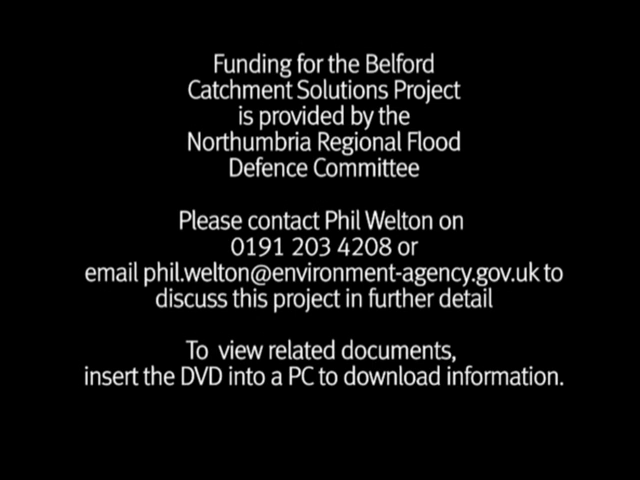 Funding for the Belford
Catchment Solutions Project
is provided by the
Northumbria Regional Flood
Defence Committee
Please contact Phil Welton on
0191 203 4208 or
email phil.welton@environment-agency.gov.uk to
discuss this project in further detail
To view related documents,
insert the DVD into a PC to download information.